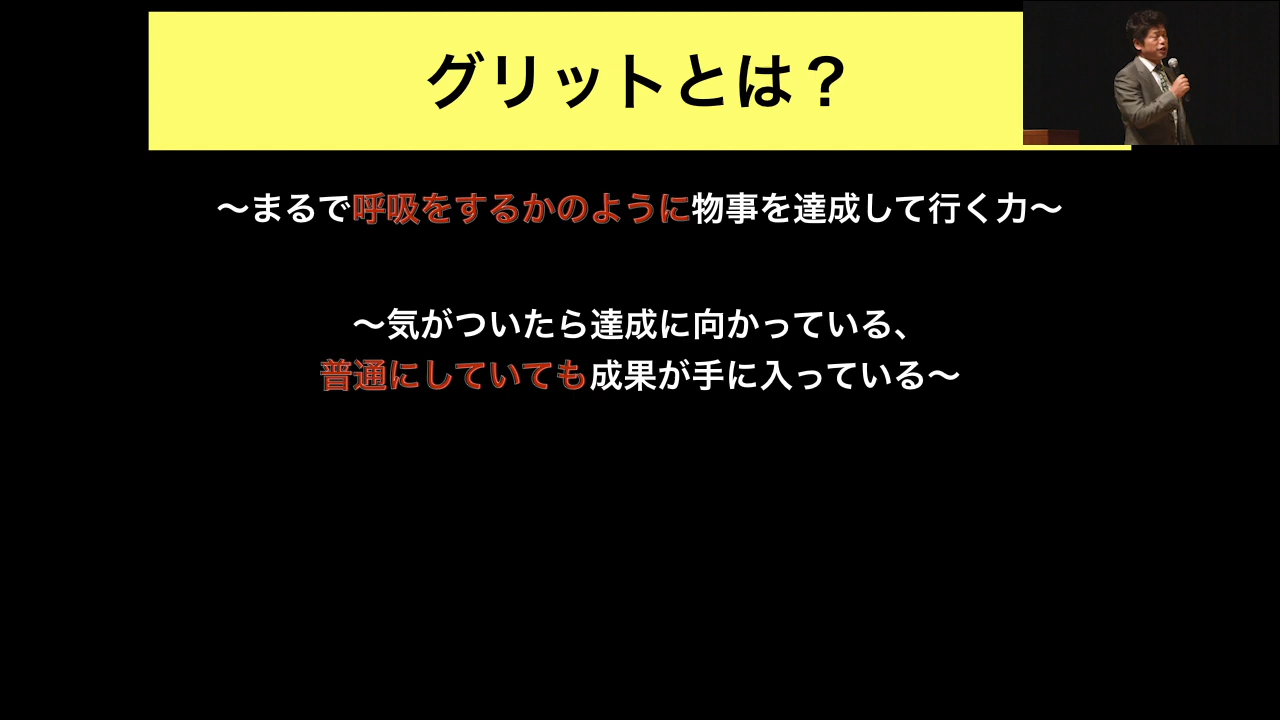 グリットとは？
〜まるで呼吸をするかのように物事を達成して行く力〜
〜気がついたら達成に向かっている、
普通にしていても成果が手に入っている〜